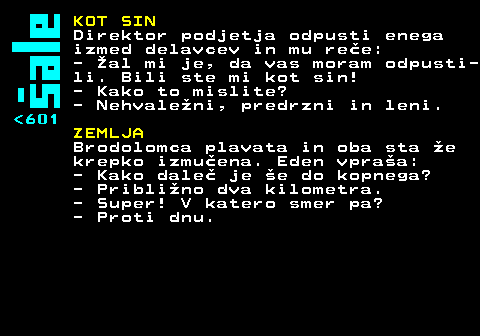 šale
<601
KOT SIN
Direktor podjetja odpusti enega
izmed delavcev in mu reče:
- Žal mi je, da vas moram odpusti-
li. Bili ste mi kot sin!
- Kako to mislite?
- Nehvaležni, predrzni in leni.
ZEMLJA
Brodolomca plavata in oba sta že
krepko izmučena. Eden vpraša:
- Kako daleč je še do kopnega?
- Približno dva kilometra.
- Super! V katero smer pa?
- Proti dnu.